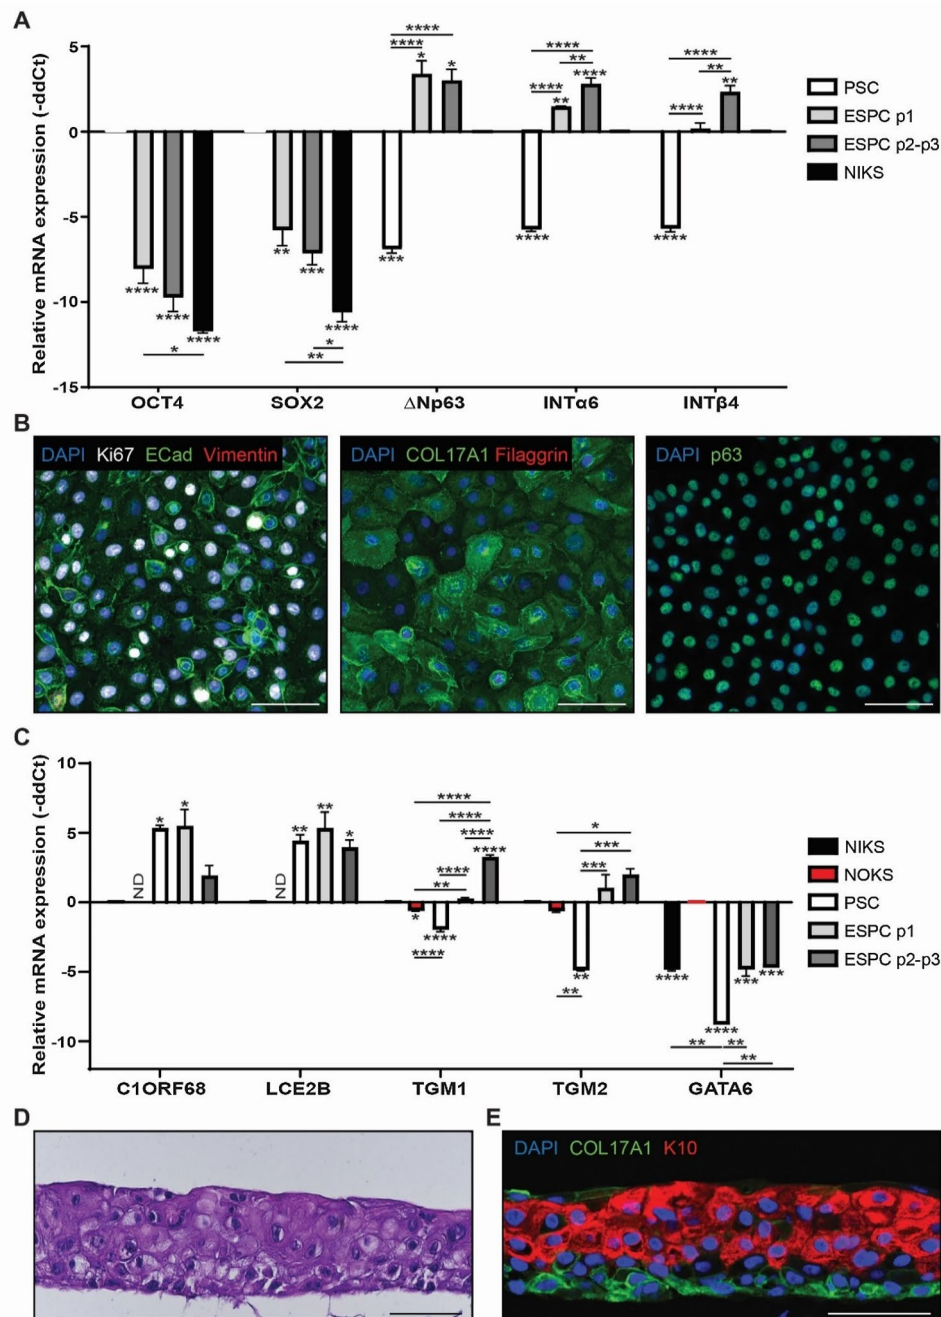 A
Relative mRNA expression (-ddCt)
5
0
-5
-10
-15
**** **** * *
**** **** ** ** ****
**** **** ** **
**** **** **** *
** *** **** * **
***
****
****
OCT4 SOX2 ΔNp63 INTα6 INTβ4
PSC
ESPC p1
ESPC p2-p3
NIKS
B
DAPI Ki67 ECad Vimentin
DAPI COL17A1 Filaggrin
DAPI p63
C
Relative mRNA expression (-ddCt)
10
5
0
-5
-10
ND * *
ND ** ** *
**** **** **** **** **** ** * **** ****
* *** *** ** **
**** *** *** ** ** **
C1ORF68 LCE2B TGM1 TGM2 GATA6
NIKS
NOKS
PSC
ESPC p1
ESPC p2-p3
D
E
DAPI COL17A1 K10